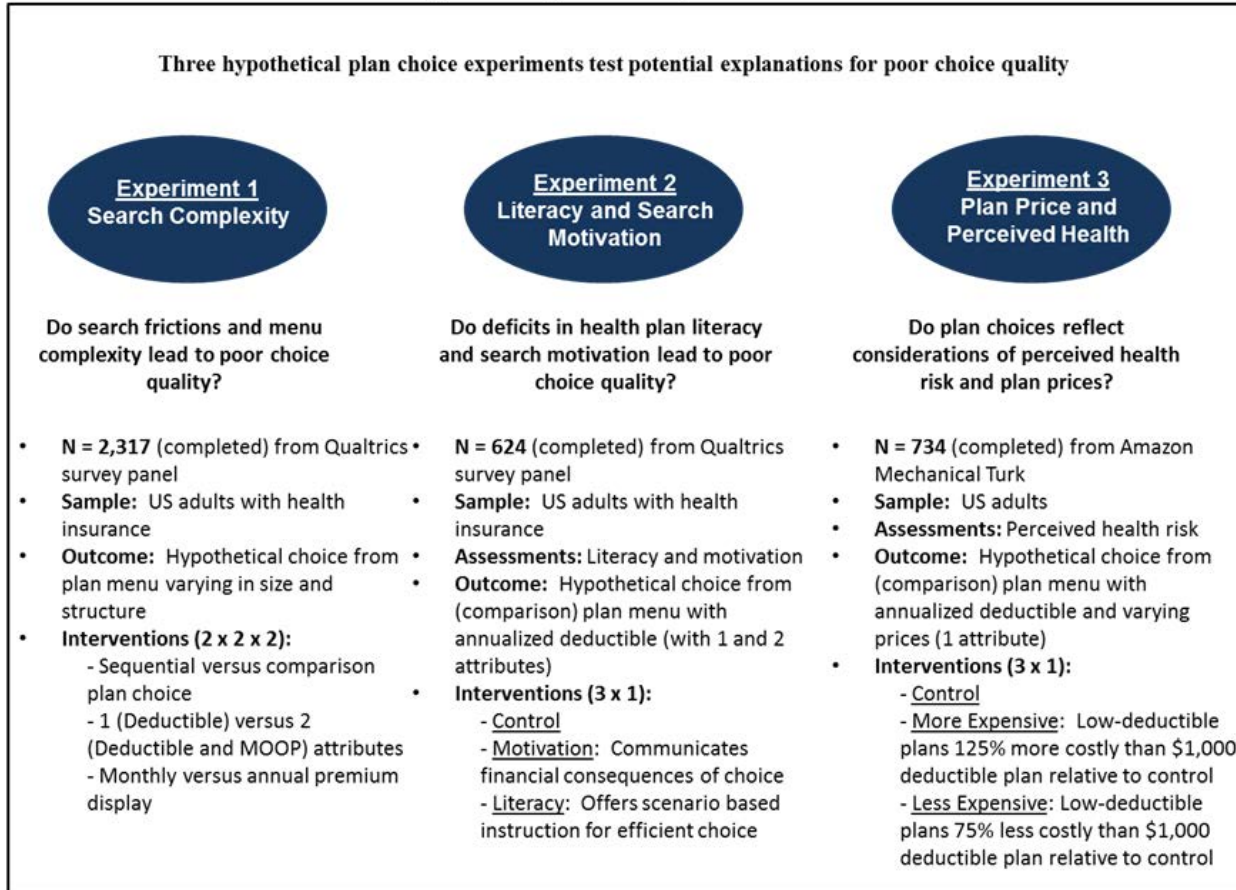 Three hypothetical plan choice experiments test potential explanations for poor choice quality
Experiment 1
Search Complexity
Do search frictions and menu
complexity lead to poor choice
quality?
• N = 2,317 (completed) from Qualtrics
survey panel
• Sample: US adults with health
insurance
• Outcome: Hypothetical choice from
plan menu varying in size and
structure
• Interventions (2 x 2 x 2):
- Sequential versus comparison
plan choice
- 1 (Deductible) versus 2
(Deductible and MOOP) attributes
- Monthly versus annual premium
display
Experiment 2
Literacy and Search
Motivation
Do deficits in health plan literacy
and search motivation lead to poor
choice quality?
• N = 624 (completed) from Qualtrics
survey panel
• Sample: US adults with health
insurance
• Assessments: Literacy and motivation
• Outcome: Hypothetical choice from
(comparison) plan menu with
annualized deductible (with 1 and 2
attributes)
• Interventions (3 x 1):
- Control
- Motivation: Communicates
financial consequences of choice
- Literacy: Offers scenario based
instruction for efficient choice
Experiment 3
Plan Price and
Perceived Health
Do plan choices reflect
considerations of perceived health
risk and plan prices?
• N = 734 (completed) from Amazon
Mechanical Turk
• Sample: US adults
• Assessments: Perceived health risk
• Outcome: Hypothetical choice from
(comparison) plan menu with
annualized deductible and varying
prices (1 attribute)
• Interventions (3 x 1):
- Control
- More Expensive: Low-deductible
plans 125% more costly than $1,000
deductible plan relative to control
- Less Expensive: Low-deductible
plans 75% less costly than $1,000
deductible plan relative to control